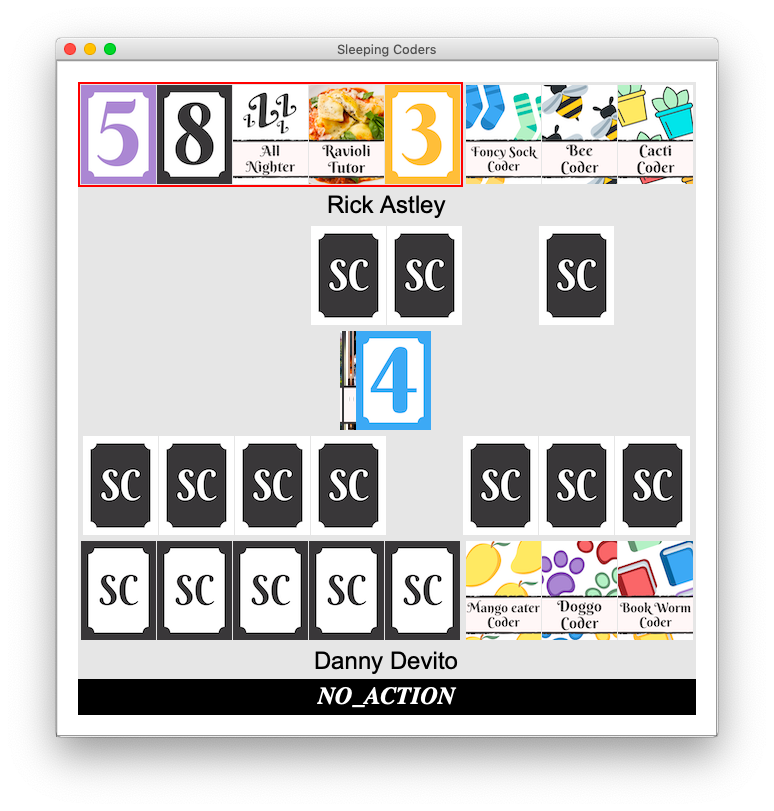 Sleeping Coders
5 8 All Nighter Ravioli Tutor 3 Foncy Sock Coder Bee Coder Cacti Coder
Rick Astley
SC SC SC
4
SC SC SC SC SC SC SC
SC SC SC SC SC Mango eater Coder Doggo Coder Book Worm Coder
Danny Devito
NO_ACTION